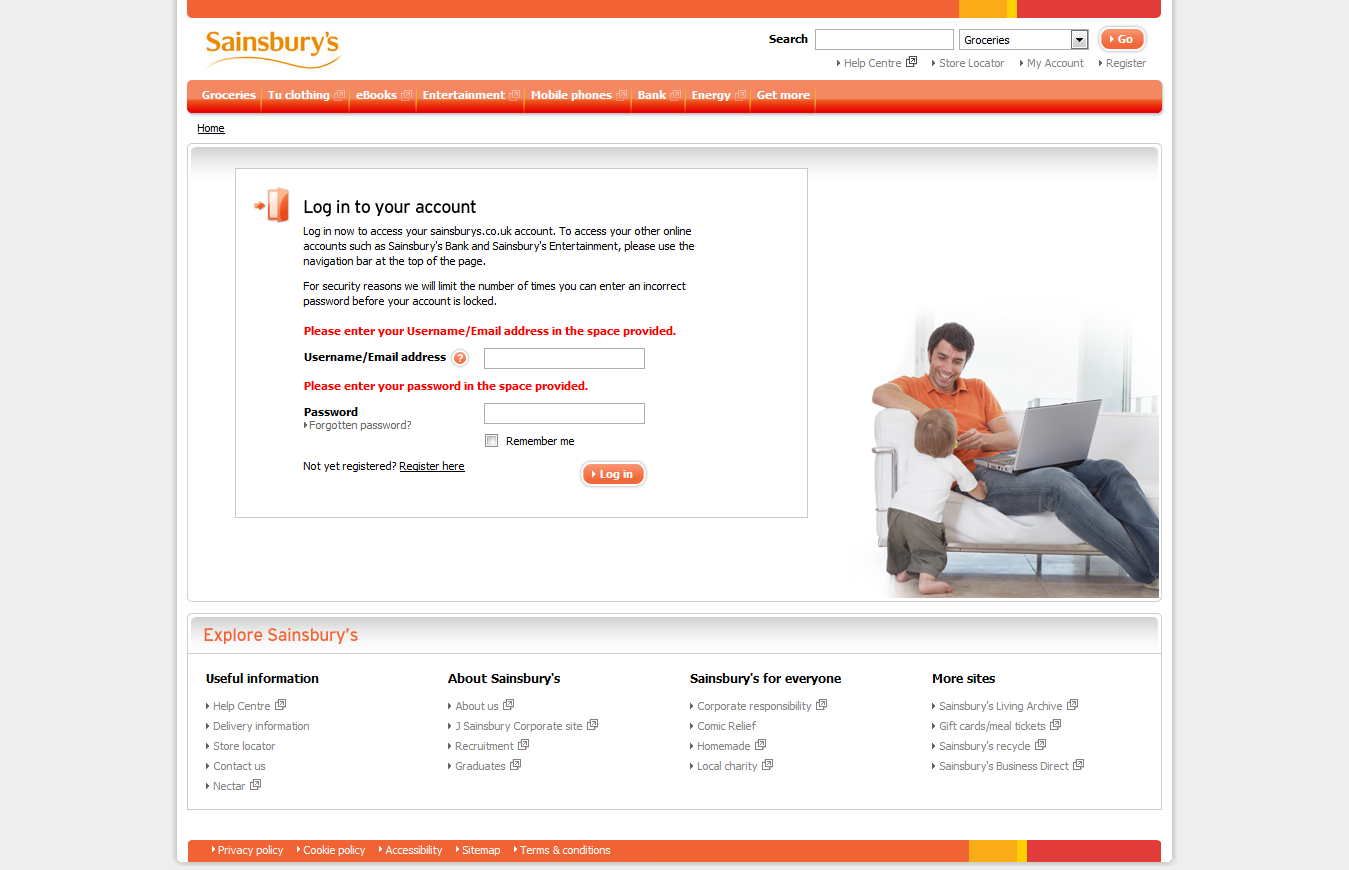 Sainsbury's
Search
Groceries
Go
Help Centre
Store Locator
My Account
Register
Groceries
Tu clothing
eBooks
Entertainment
Mobile phones
Bank
Energy
Get more
Home
Log in to your account
Log in now to access your sainsburys.co.uk account. To access your other online
accounts such as Sainsbury's Bank and Sainsbury's Entertainment, please use the
navigation bar at the top of the page.
For security reasons we will limit the number of times you can enter an incorrect
password before your account is locked.
Please enter your Username/Email address in the space provided.
Username/Email address ?
Please enter your password in the space provided.
Password
Forgotten password?
Remember me
Not yet registered? Register here
Log in
Explore Sainsbury's
Useful information
Help Centre
Delivery information
Store locator
Contact us
Nectar
About Sainsbury's
About us
J Sainsbury Corporate site
Recruitment
Graduates
Sainsbury's for everyone
Corporate responsibility
Comic Relief
Homemade
Local charity
More sites
Sainsbury's Living Archive
Gift cards/meal tickets
Sainsbury's recycle
Sainsbury's Business Direct
Privacy policy
Cookie policy
Accessibility
Sitemap
Terms & conditions